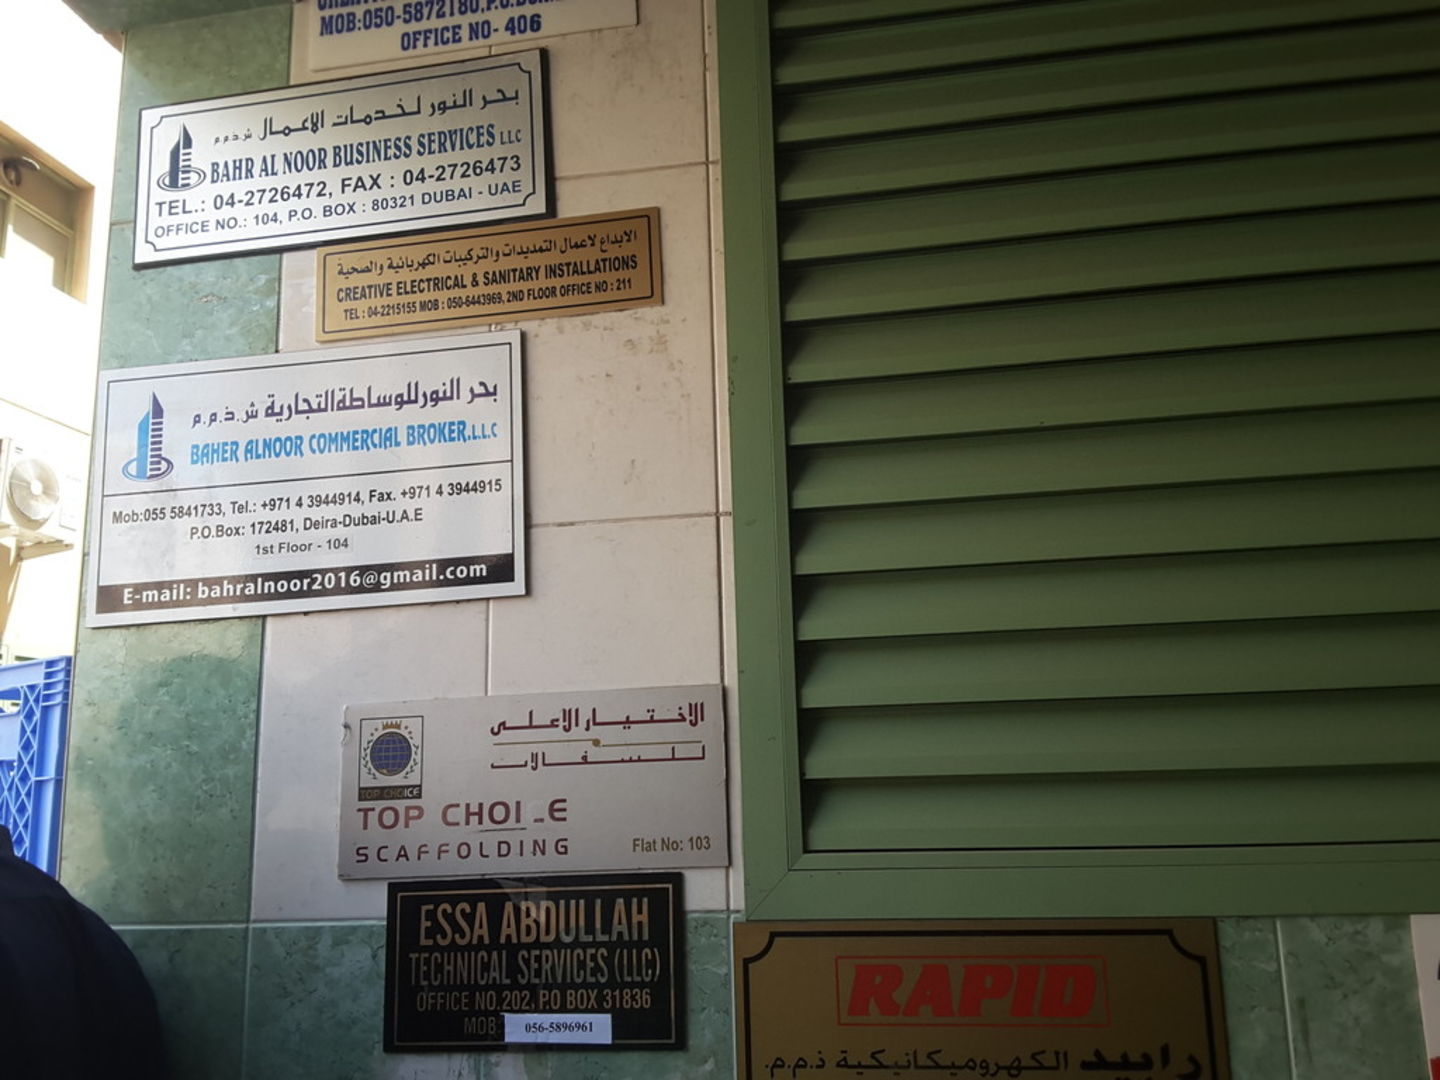 MOB:050-5872180,
OFFICE NO- 406
بحر النور لخدمات الاعمال ش.ذ.م.م
BAHR AL NOOR BUSINESS SERVICES LLC
TEL.: 04-2726472, FAX : 04-2726473
OFFICE NO.: 104, P.O. BOX : 80321 DUBAI - UAE
الابداع لاعمال التمديدات والتركيبات الكهربائية والصحية
CREATIVE ELECTRICAL & SANITARY INSTALLATIONS
TEL : 04-2215155 MOB : 050-6443969, 2ND FLOOR OFFICE NO : 211
بحر النور للوساطة التجارية ش.ذ.م.م
BAHER ALNOOR COMMERCIAL BROKER.L.L.C
Mob:055 5841733, Tel.: +971 4 3944914, Fax. +971 4 3944915
P.O.Box: 172481, Deira-Dubai-U.A.E
1st Floor - 104
E-mail: bahralnoor2016@gmail.com
الاختيار الاعلى
للسقالات
TOP CHOICE
TOP CHOI E
SCAFFOLDING
Flat No: 103
ESSA ABDULLAH
TECHNICAL SERVICES (LLC)
OFFICE NO.202, P.O BOX 31836
MOB: 056-5896961
RAPID
رابيد الكهروميكانيكية ذ.م.م.